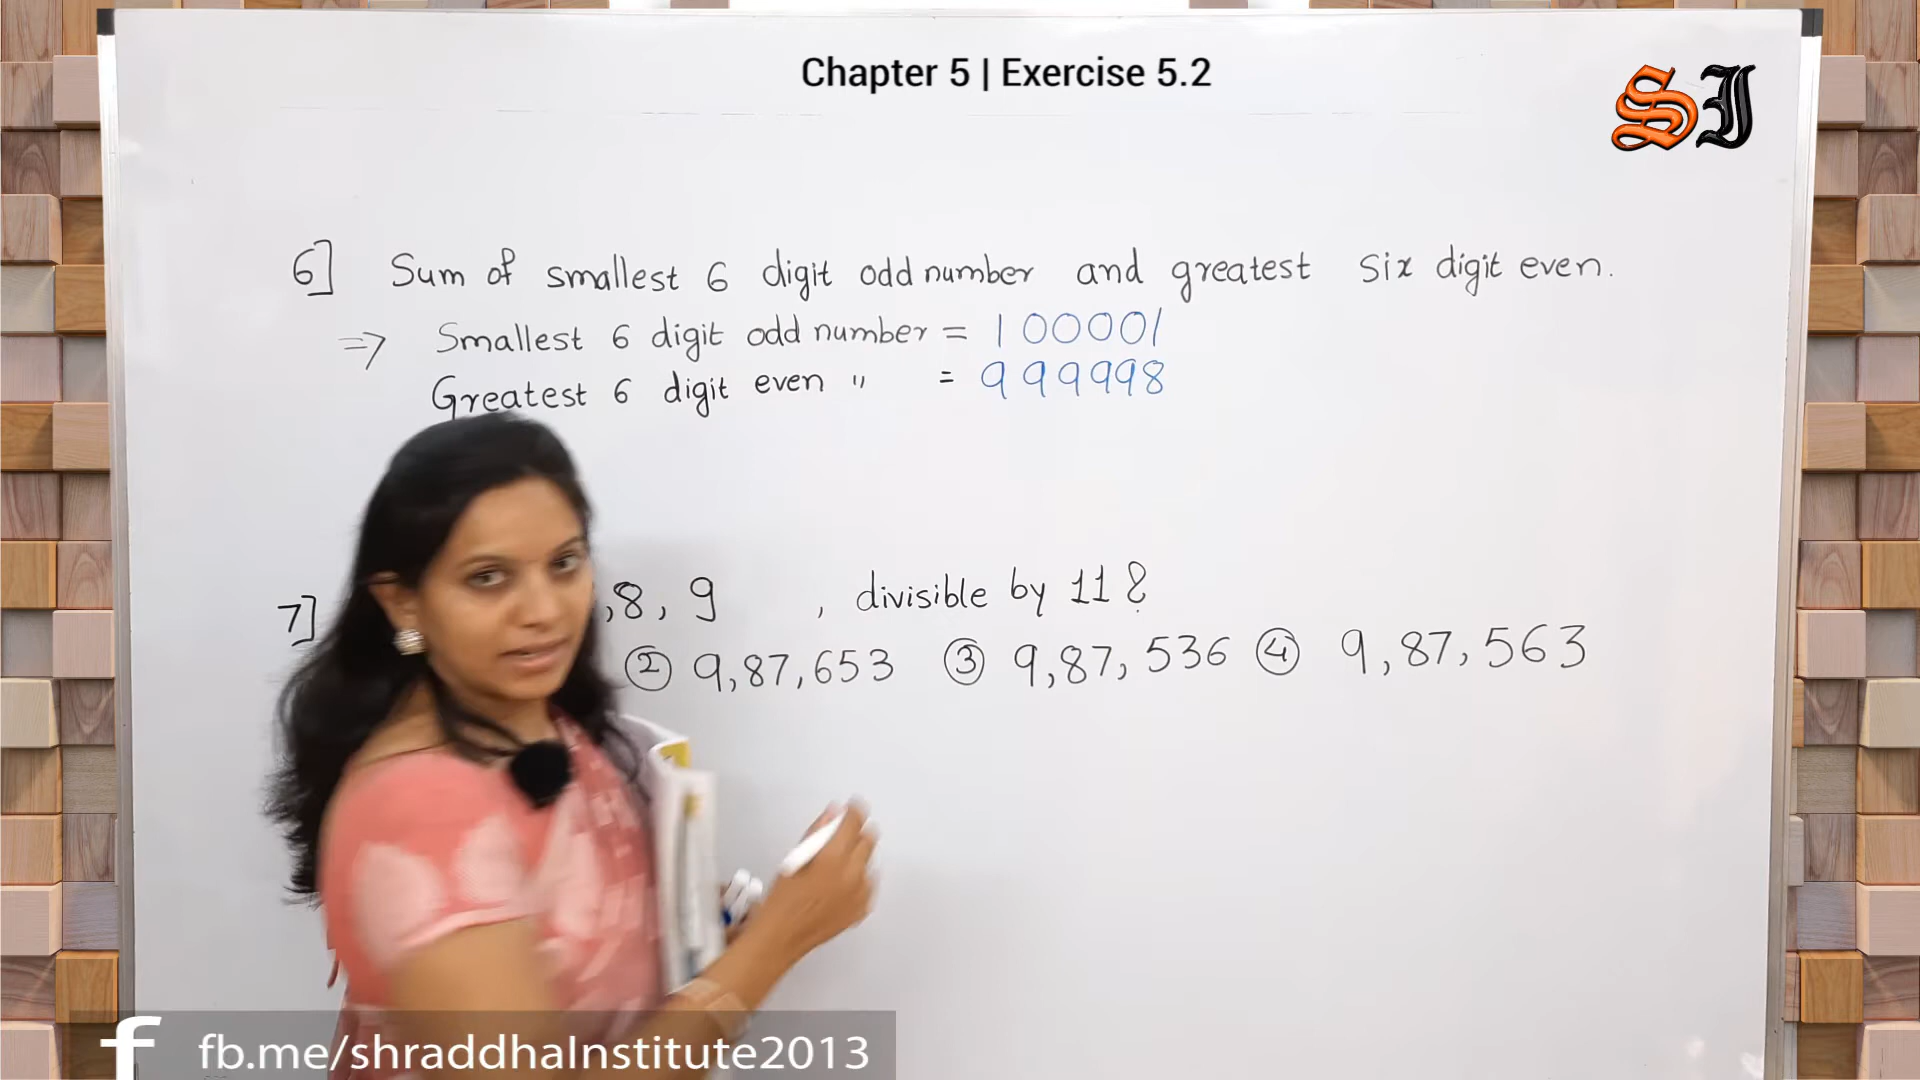 Chapter 5 | Exercise 5.2
SI
6] Sum of smallest 6 digit odd number and greatest six digit even.
⇒ Smallest 6 digit odd number = 100001
Greatest 6 digit even " = 999998
7] ,8, 9 , divisible by 11?
② 9,87,653 ③ 9,87,536 ④ 9,87,563
f fb.me/shraddhaInstitute2013